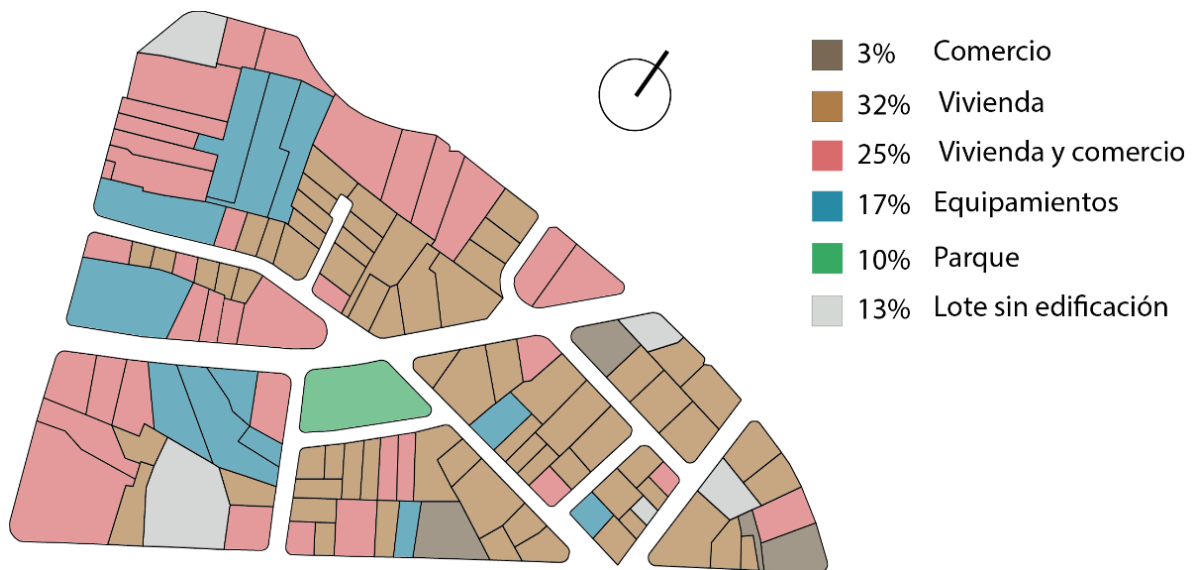 3% Comercio
32% Vivienda
25% Vivienda y comercio
17% Equipamientos
10% Parque
13% Lote sin edificación